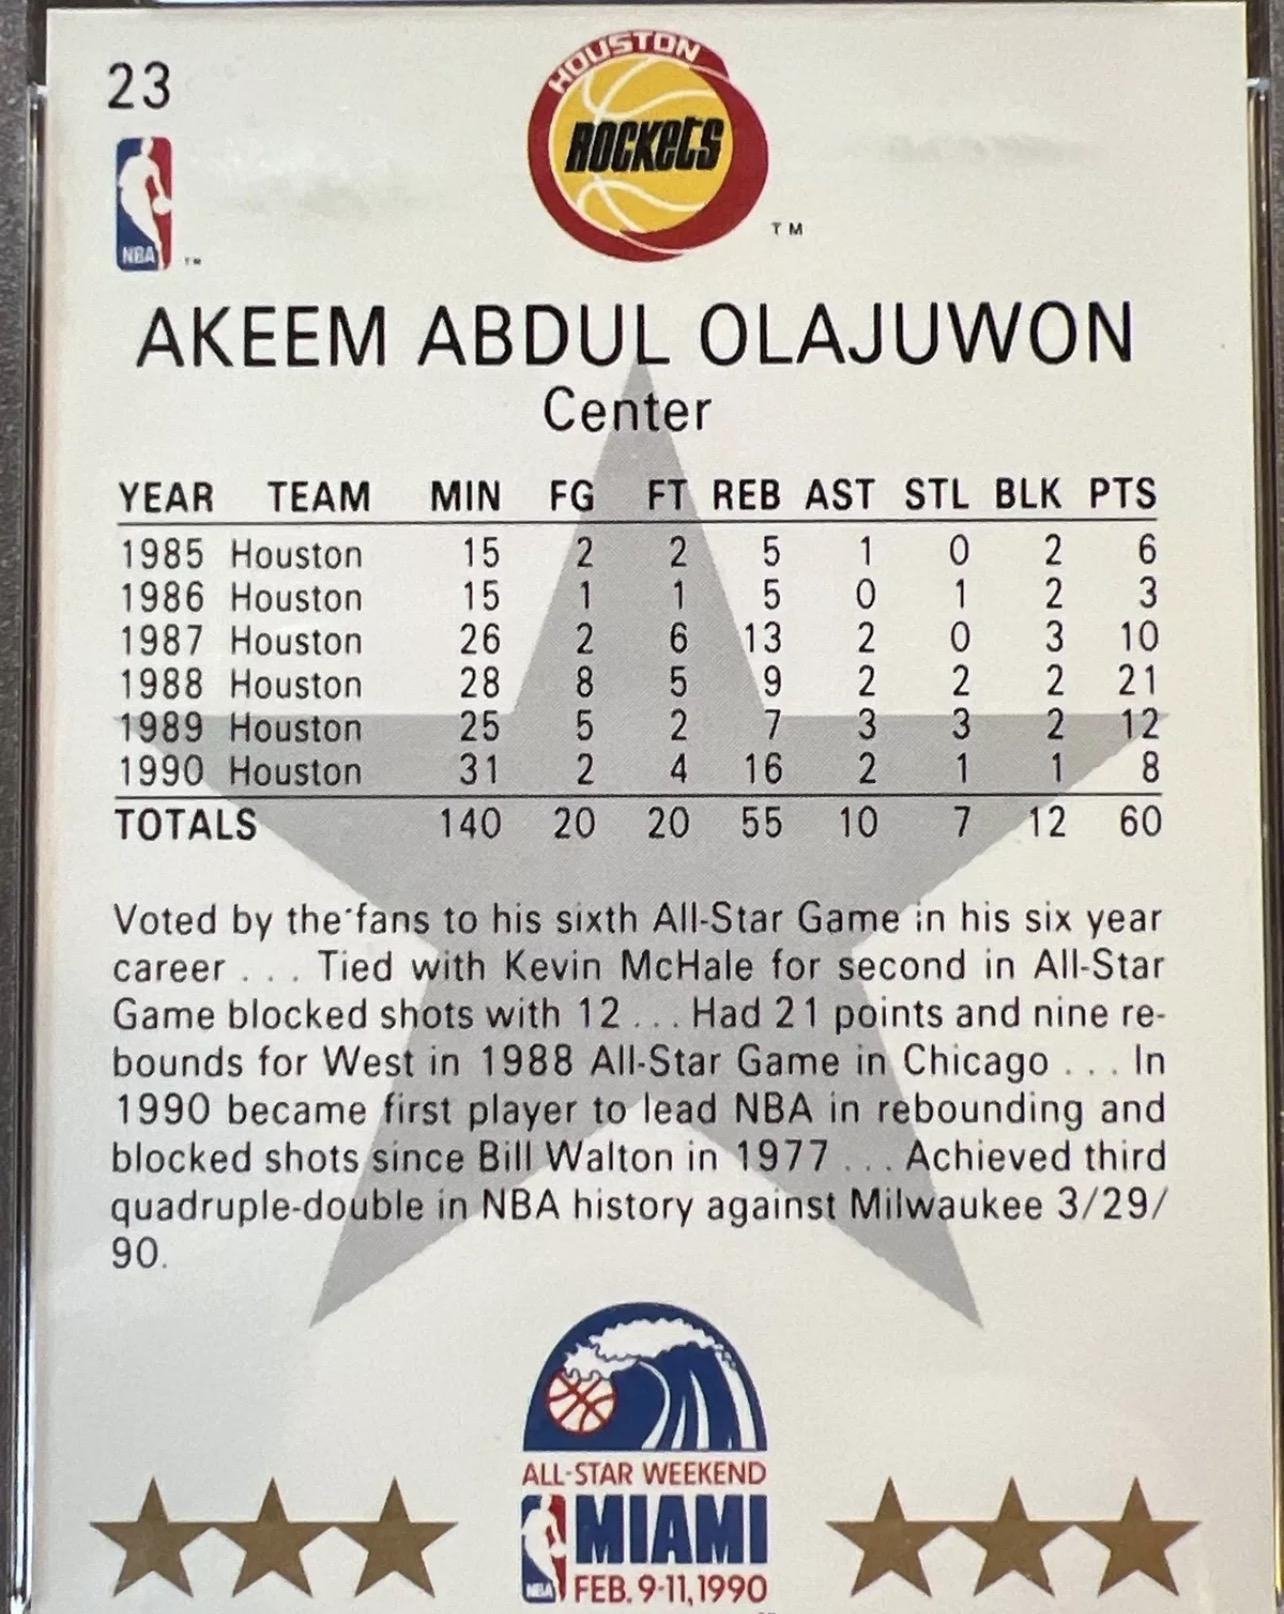 23
HOUSTON
ROCKETS
TM
NBA
TM
AKEEM ABDUL OLAJUWON
Center
YEAR TEAM MIN FG FT REB AST STL BLK PTS
1985 Houston 15 2 2 5 1 0 2 6
1986 Houston 15 1 1 5 0 1 2 3
1987 Houston 26 2 6 13 2 0 3 10
1988 Houston 28 8 5 9 2 2 2 21
1989 Houston 25 5 2 7 3 3 2 12
1990 Houston 31 2 4 16 2 1 1 8
TOTALS 140 20 20 55 10 7 12 60
Voted by the fans to his sixth All-Star Game in his six year
career . . . Tied with Kevin McHale for second in All-Star
Game blocked shots with 12 . . . Had 21 points and nine re-
bounds for West in 1988 All-Star Game in Chicago . . . In
1990 became first player to lead NBA in rebounding and
blocked shots since Bill Walton in 1977 . . . Achieved third
quadruple-double in NBA history against Milwaukee 3/29/
90.
ALL-STAR WEEKEND
MIAMI
NBA FEB. 9-11, 1990